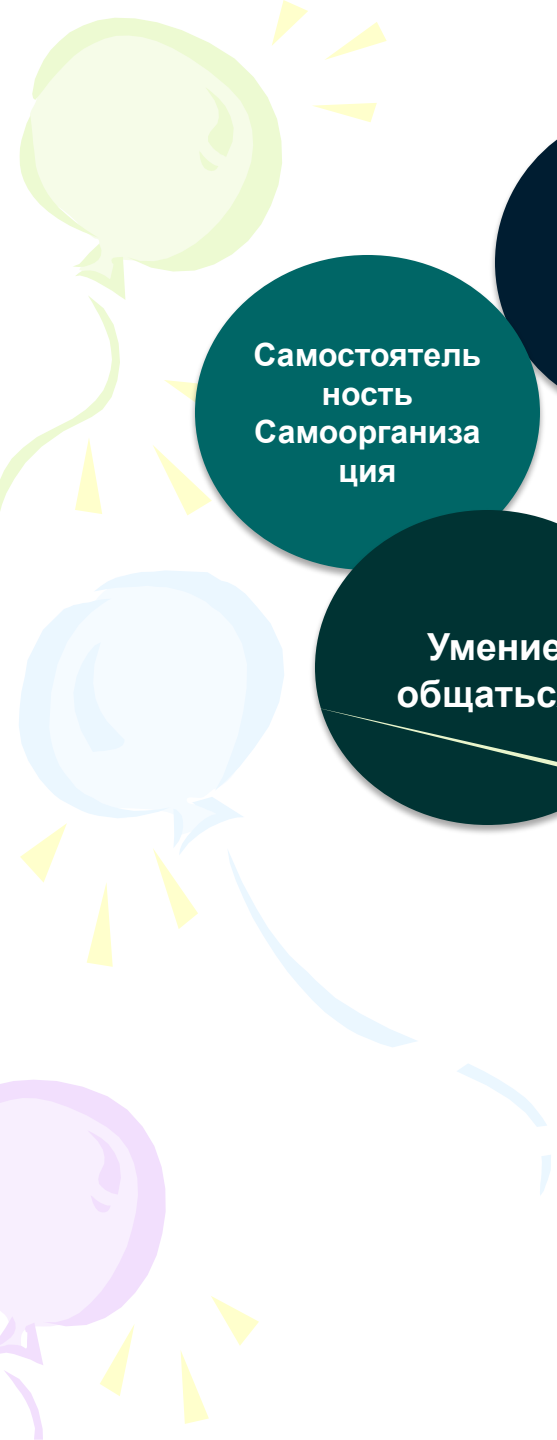 Самостоятель
ность
Самоорганиза
ция
Умение
общатьс